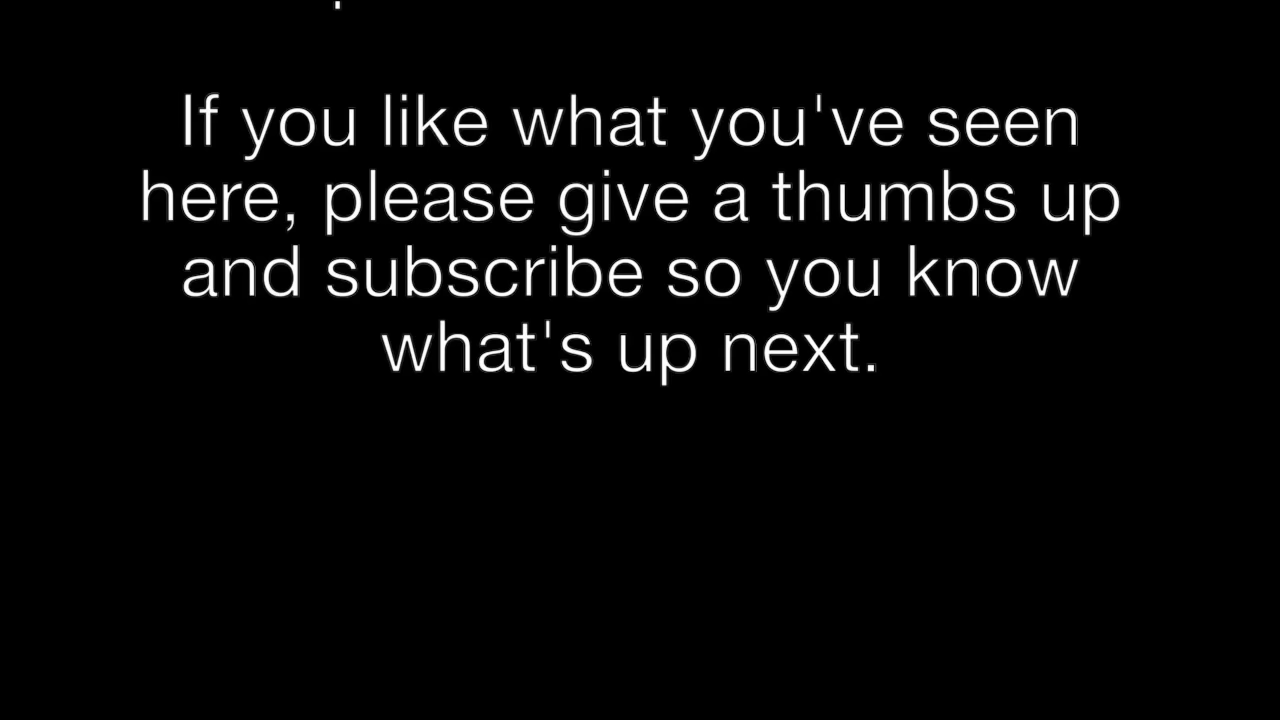 If you like what you've seen
here, please give a thumbs up
and subscribe so you know
what's up next.